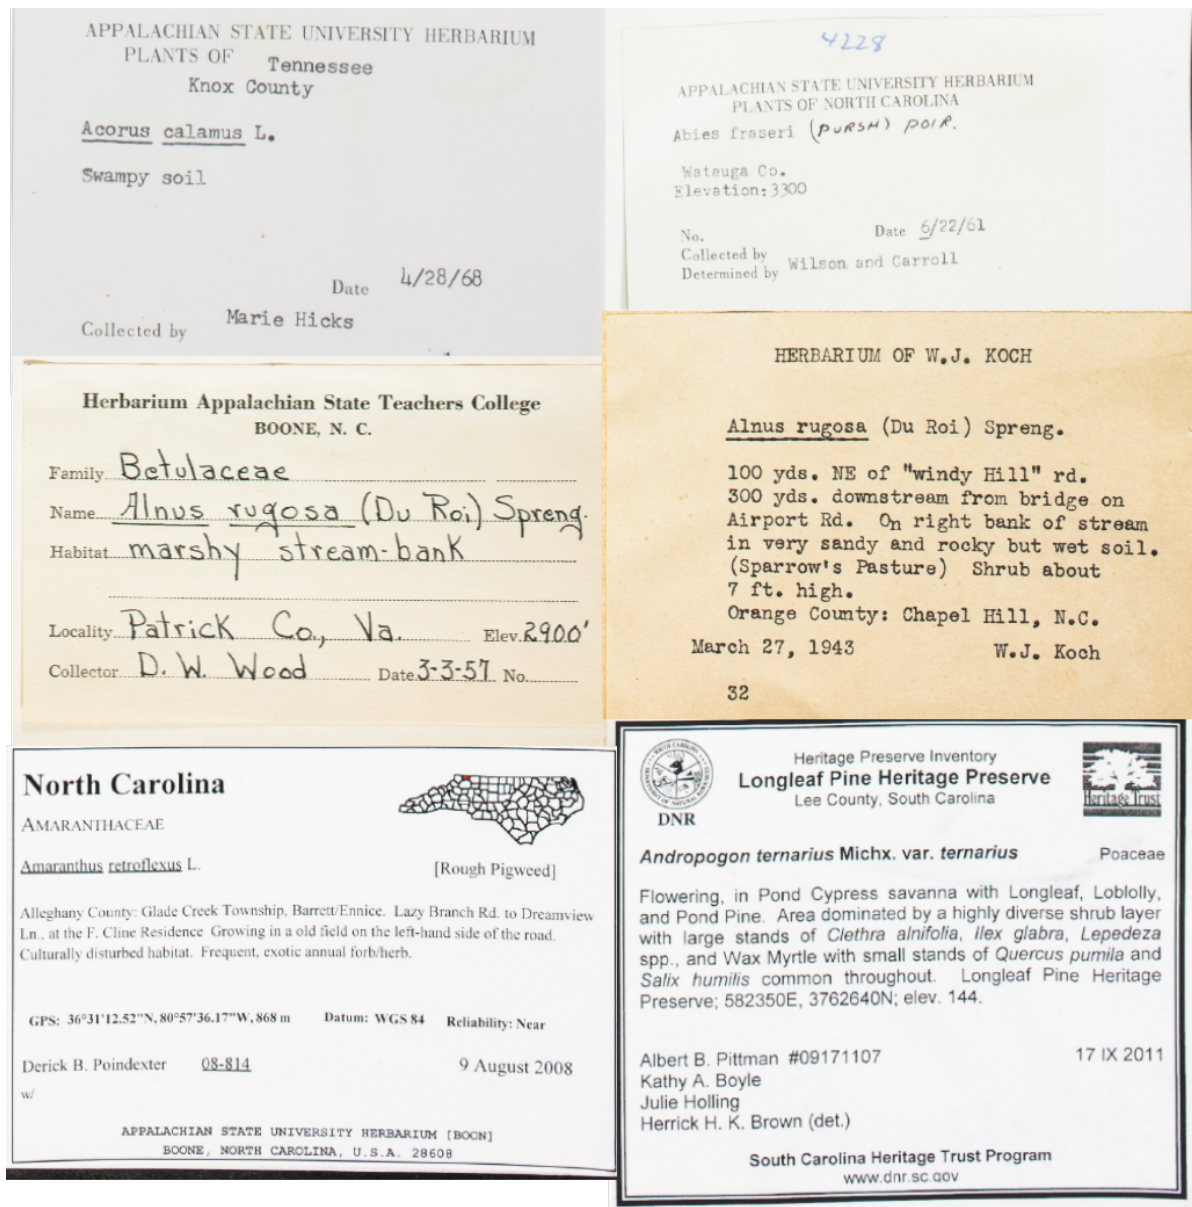 APPALACHIAN STATE UNIVERSITY HERBARIUM
PLANTS OF Tennessee
Knox County
Acorus calamus L.
Swampy soil
Date 4/28/68
Collected by Marie Hicks
4228
APPALACHIAN STATE UNIVERSITY HERBARIUM
PLANTS OF NORTH CAROLINA
Abies fraseri (PURSH) POIR.
Watauga Co.
Elevation:3300
No. Date 6/22/61
Collected by
Determined by Wilson and Carroll
Herbarium Appalachian State Teachers College
BOONE, N. C.
Family Betulaceae
Name Alnus rugosa (Du Roi) Spreng.
Habitat marshy stream-bank
Locality Patrick Co., Va. Elev. 2900'
Collector D. W. Wood Date 3-3-57 No.
HERBARIUM OF W.J. KOCH
Alnus rugosa (Du Roi) Spreng.
100 yds. NE of "windy Hill" rd.
300 yds. downstream from bridge on
Airport Rd. On right bank of stream
in very sandy and rocky but wet soil.
(Sparrow's Pasture) Shrub about
7 ft. high.
Orange County: Chapel Hill, N.C.
March 27, 1943 W.J. Koch
32
North Carolina
AMARANTHACEAE
Amaranthus retroflexus L.
[Rough Pigweed]
Alleghany County: Glade Creek Township, Barrett/Ennice. Lazy Branch Rd. to Dreamview
Ln., at the F. Cline Residence Growing in a old field on the left-hand side of the road.
Culturally disturbed habitat. Frequent, exotic annual forb/herb.
GPS: 36°31'12.52"N, 80°57'36.17"W, 868 m Datum: WGS 84 Reliability: Near
Derick B. Poindexter 08-814 9 August 2008
w/
APPALACHIAN STATE UNIVERSITY HERBARIUM [BOON]
BOONE, NORTH CAROLINA, U.S.A. 28608
DNR
Heritage Preserve Inventory
Longleaf Pine Heritage Preserve
Lee County, South Carolina
Heritage Trust
Andropogon ternarius Michx. var. ternarius Poaceae
Flowering, in Pond Cypress savanna with Longleaf, Loblolly,
and Pond Pine. Area dominated by a highly diverse shrub layer
with large stands of Clethra alnifolia, Ilex glabra, Lepedeza
spp., and Wax Myrtle with small stands of Quercus pumila and
Salix humilis common throughout. Longleaf Pine Heritage
Preserve; 582350E, 3762640N; elev. 144.
Albert B. Pittman #09171107 17 IX 2011
Kathy A. Boyle
Julie Holling
Herrick H. K. Brown (det.)
South Carolina Heritage Trust Program
www.dnr.sc.gov